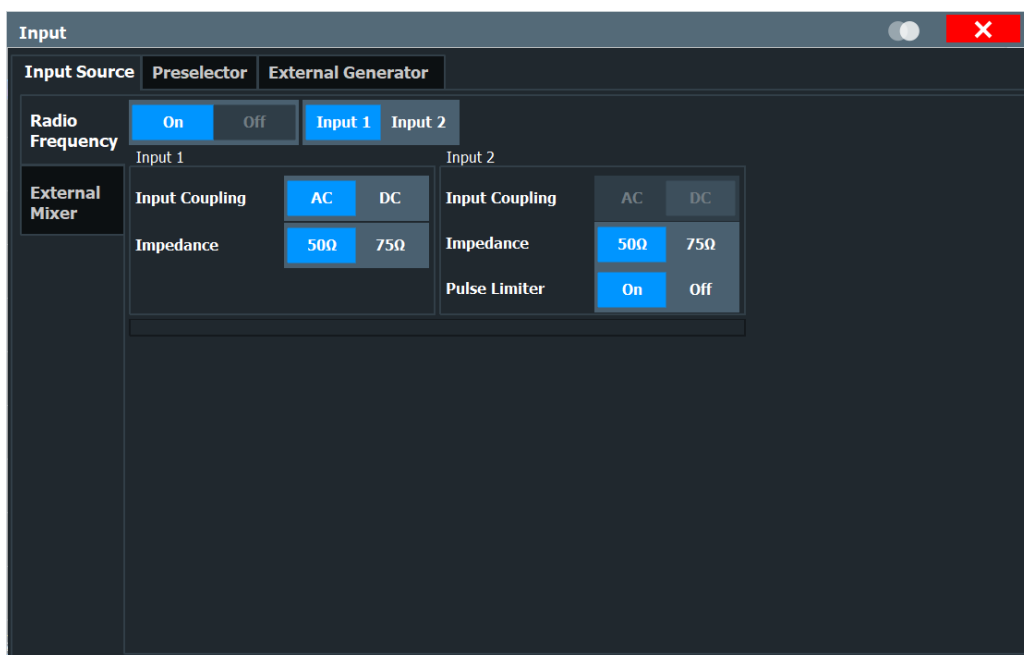 Input
Input Source Preselector External Generator
Radio Frequency On Off Input 1 Input 2
Input 1
Input Coupling AC DC
Impedance 50Ω 75Ω
Input 2
Input Coupling AC DC
Impedance 50Ω 75Ω
Pulse Limiter On Off
External Mixer